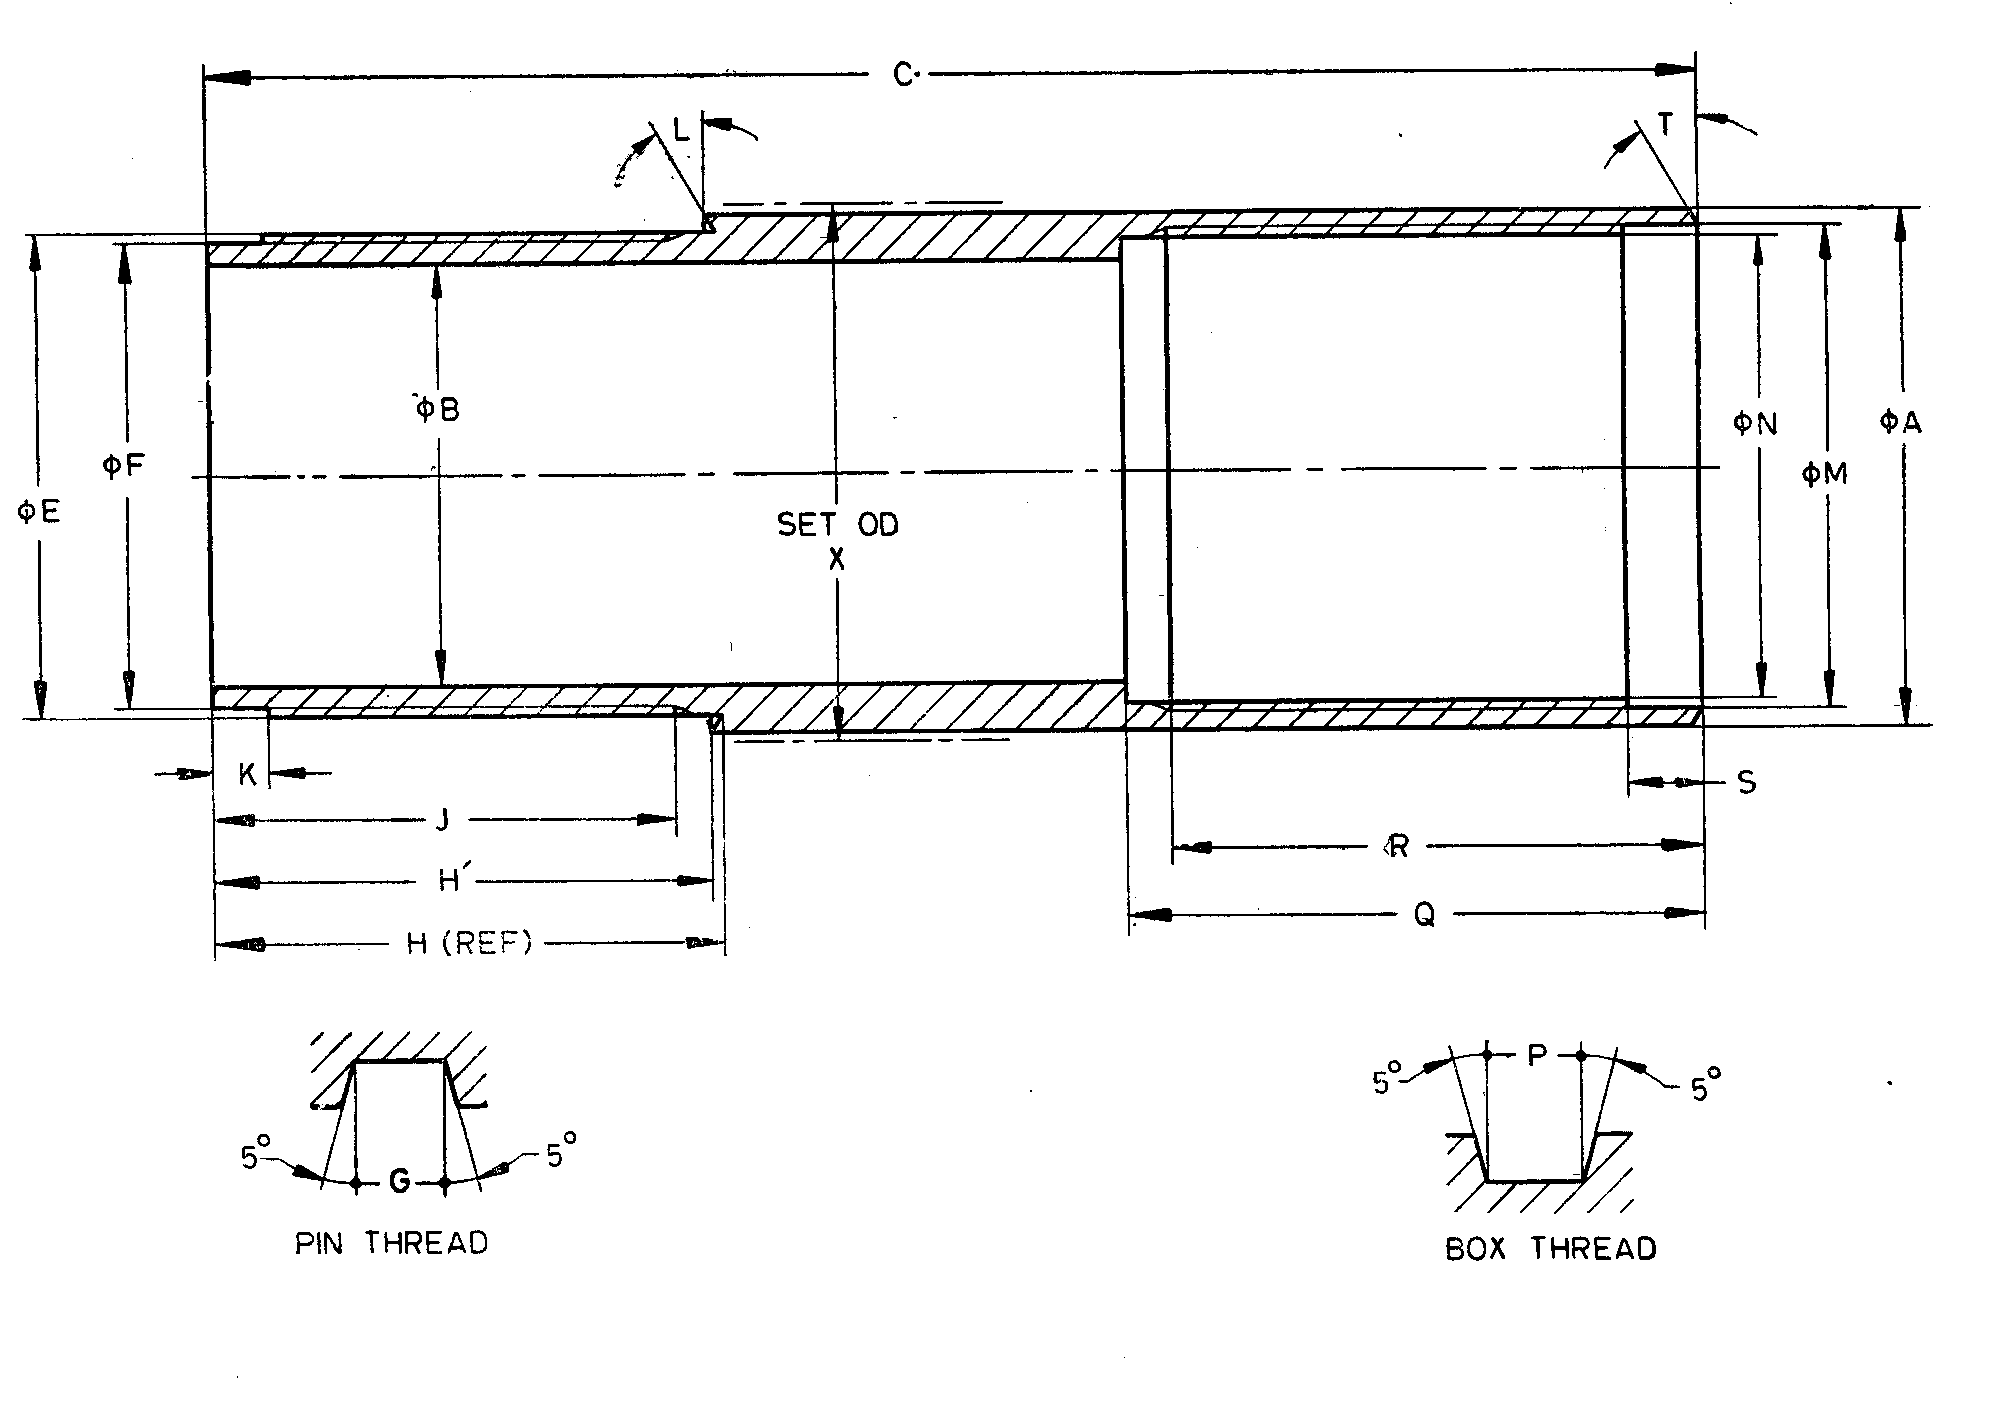 C
L
T
φB
φN
φA
φF
φM
φE
SET OD
X
K
S
J
R
H′
Q
H (REF)
P
5°
5°
5°
5°
G
PIN THREAD
BOX THREAD